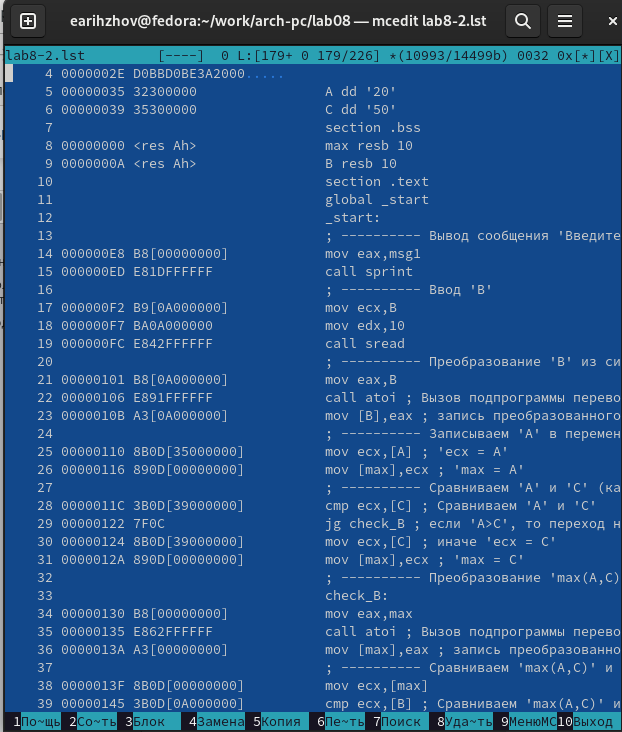 earihzhov@fedora:~/work/arch-pc/lab08 — mcedit lab8-2.lst
lab8-2.lst [----] 0 L:[179+ 0 179/226] *(10993/14499b) 0032 0x[*][X]
4 0000002E D0BBD0BE3A2000.....
5 00000035 32300000 A dd '20'
6 00000039 35300000 C dd '50'
7 section .bss
8 00000000 <res Ah> max resb 10
9 0000000A <res Ah> B resb 10
10 section .text
11 global _start
12 _start:
13 ; ---------- Вывод сообщения 'Введите
14 000000E8 B8[00000000] mov eax,msg1
15 000000ED E81DFFFFFF call sprint
16 ; ---------- Ввод 'B'
17 000000F2 B9[0A000000] mov ecx,B
18 000000F7 BA0A000000 mov edx,10
19 000000FC E842FFFFFF call sread
20 ; ---------- Преобразование 'B' из си
21 00000101 B8[0A000000] mov eax,B
22 00000106 E891FFFFFF call atoi ; Вызов подпрограммы перево
23 0000010B A3[0A000000] mov [B],eax ; запись преобразованного
24 ; ---------- Записываем 'A' в перемен
25 00000110 8B0D[35000000] mov ecx,[A] ; 'ecx = A'
26 00000116 890D[00000000] mov [max],ecx ; 'max = A'
27 ; ---------- Сравниваем 'A' и 'C' (ка
28 0000011C 3B0D[39000000] cmp ecx,[C] ; Сравниваем 'A' и 'C'
29 00000122 7F0C jg check_B ; если 'A>C', то переход н
30 00000124 8B0D[39000000] mov ecx,[C] ; иначе 'ecx = C'
31 0000012A 890D[00000000] mov [max],ecx ; 'max = C'
32 ; ---------- Преобразование 'max(A,C)
33 check_B:
34 00000130 B8[00000000] mov eax,max
35 00000135 E862FFFFFF call atoi ; Вызов подпрограммы перево
36 0000013A A3[00000000] mov [max],eax ; запись преобразованно
37 ; ---------- Сравниваем 'max(A,C)' и
38 0000013F 8B0D[00000000] mov ecx,[max]
39 00000145 3B0D[0A000000] cmp ecx,[B] ; Сравниваем 'max(A,C)' и
1По~щь 2Со~ть 3Блок 4Замена 5Копия 6Пе~ть 7Поиск 8Уда~ть 9МенюMC 10Выход